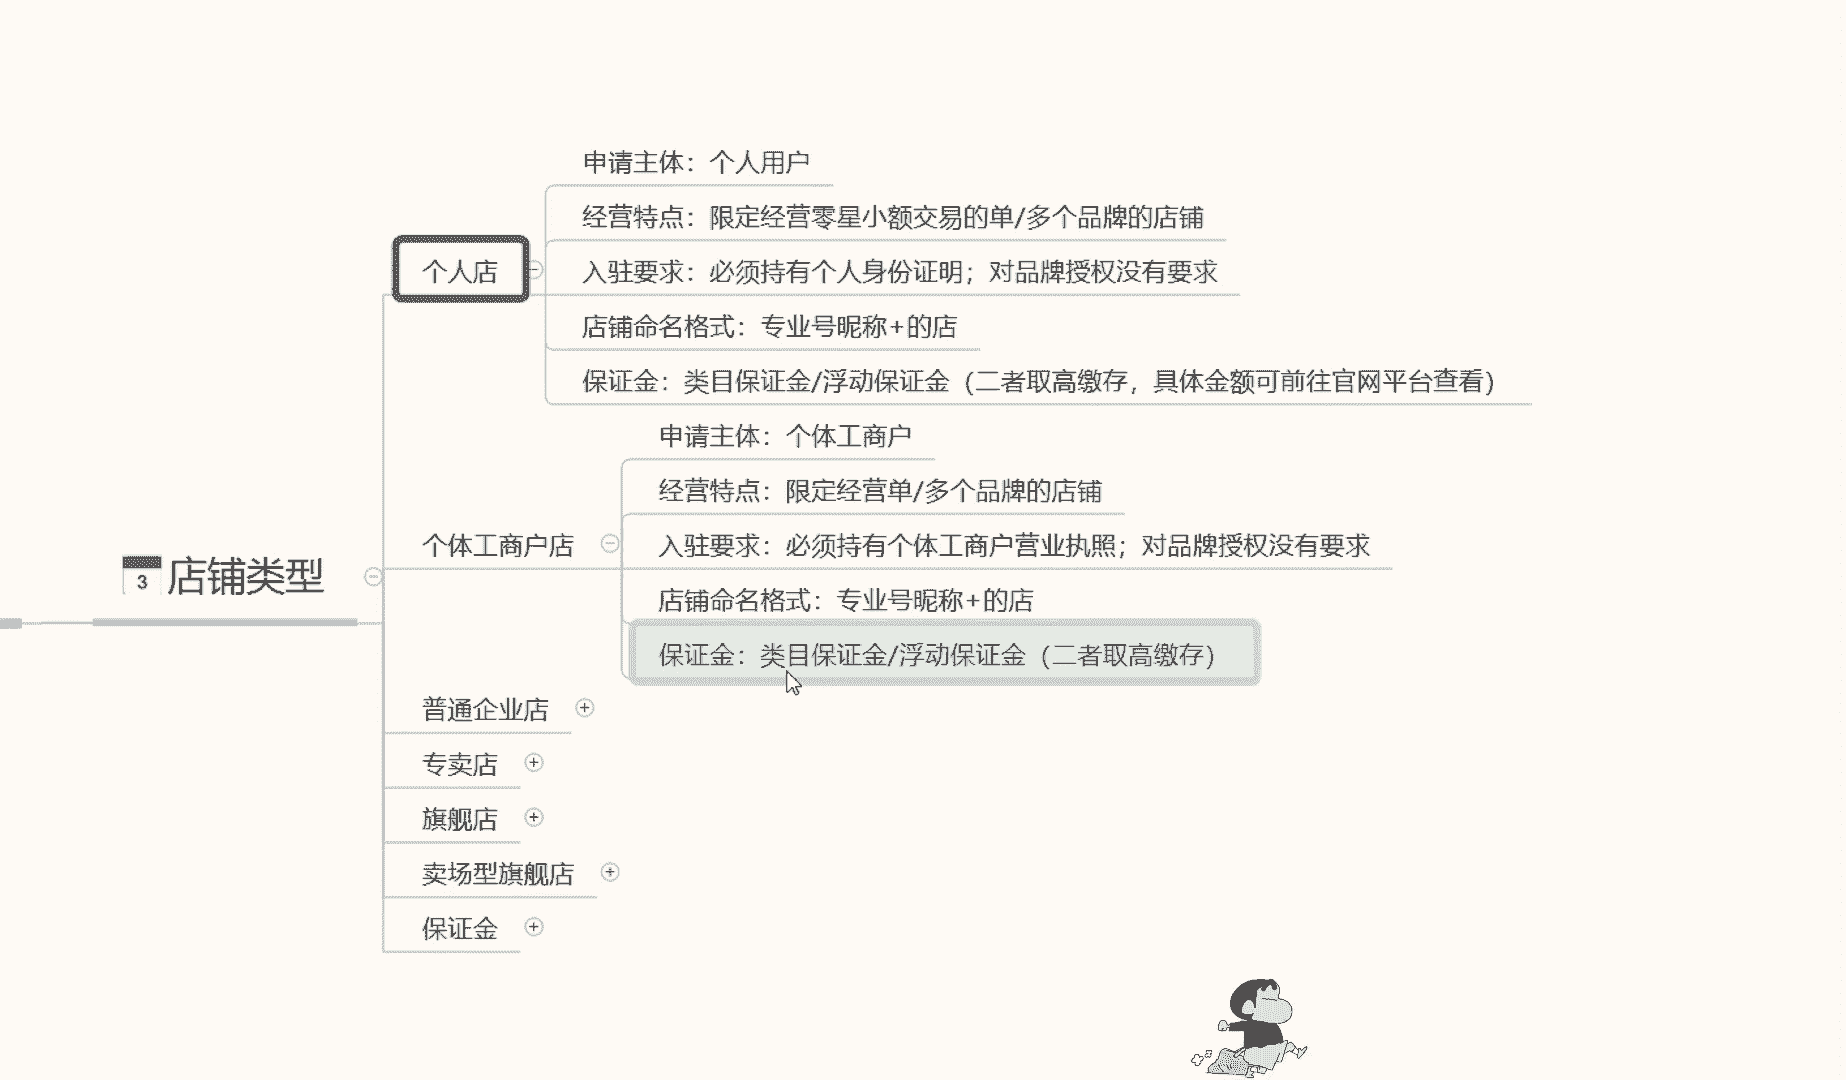 申请主体：个人用户
经营特点：限定经营零星小额交易的单/多个品牌的店铺
个人店
入驻要求：必须持有个人身份证明；对品牌授权没有要求
店铺命名格式：专业号昵称+的店
保证金：类目保证金/浮动保证金（二者取高缴存，具体金额可前往官网平台查看）
申请主体：个体工商户
经营特点：限定经营单/多个品牌的店铺
个体工商户店
入驻要求：必须持有个体工商户营业执照；对品牌授权没有要求
3 店铺类型
店铺命名格式：专业号昵称+的店
保证金：类目保证金/浮动保证金（二者取高缴存）
普通企业店
专卖店
旗舰店
卖场型旗舰店
保证金